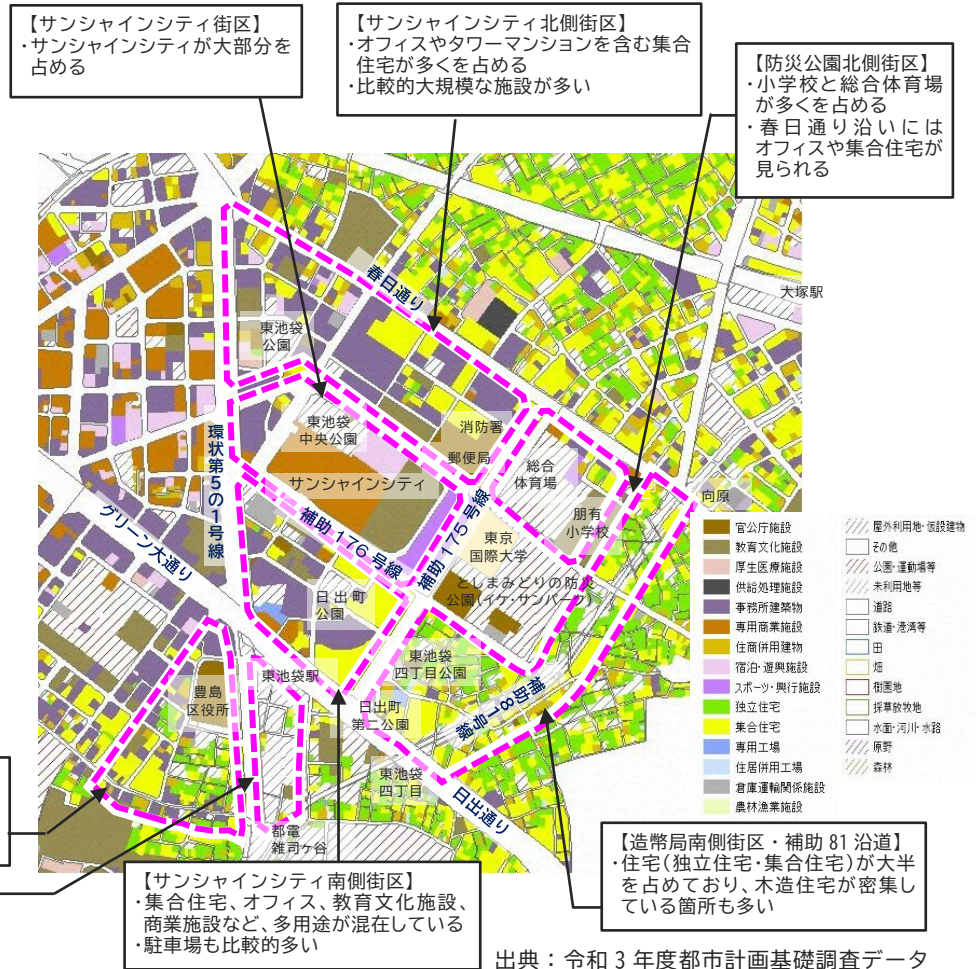 【サンシャインシティ街区】
・サンシャインシティが大部分を
占める
【サンシャインシティ北側街区】
・オフィスやタワーマンションを含む集合
住宅が多くを占める
・比較的大規模な施設が多い
【防災公園北側街区】
・小学校と総合体育場
が多くを占める
・春日通り沿いには
オフィスや集合住宅が
見られる
春日通り
大塚駅
東池袋
公園
東池袋
中央公園
消防署
郵便局
総合
体育場
向原
環状第5の1号線
サンシャインシティ
朋有
小学校
グリーン大通り
補助176号線
補助175号線
東京
国際大学
としまみどりの防災
公園(イケ・サンパーク)
日出町
公園
東池袋
四丁目公園
補助81号線
豊島
区役所
東池袋駅
日出町
第二公園
東池袋
四丁目
日出通り
都電
雑司ケ谷
官公庁施設
教育文化施設
厚生医療施設
供給処理施設
事務所建築物
専用商業施設
住商併用建物
宿泊・遊興施設
スポーツ・興行施設
独立住宅
集合住宅
専用工場
住居併用工場
倉庫運輸関係施設
農林漁業施設
屋外利用地・仮設建物
その他
公園・運動場等
未利用地等
道路
鉄道・港湾等
田
畑
樹園地
採草放牧地
水面・河川・水路
原野
森林
【サンシャインシティ南側街区】
・集合住宅、オフィス、教育文化施設、
商業施設など、多用途が混在している
・駐車場も比較的多い
【造幣局南側街区・補助81沿道】
・住宅(独立住宅・集合住宅)が大半
を占めており、木造住宅が密集し
ている箇所も多い
出典：令和3年度都市計画基礎調査データ